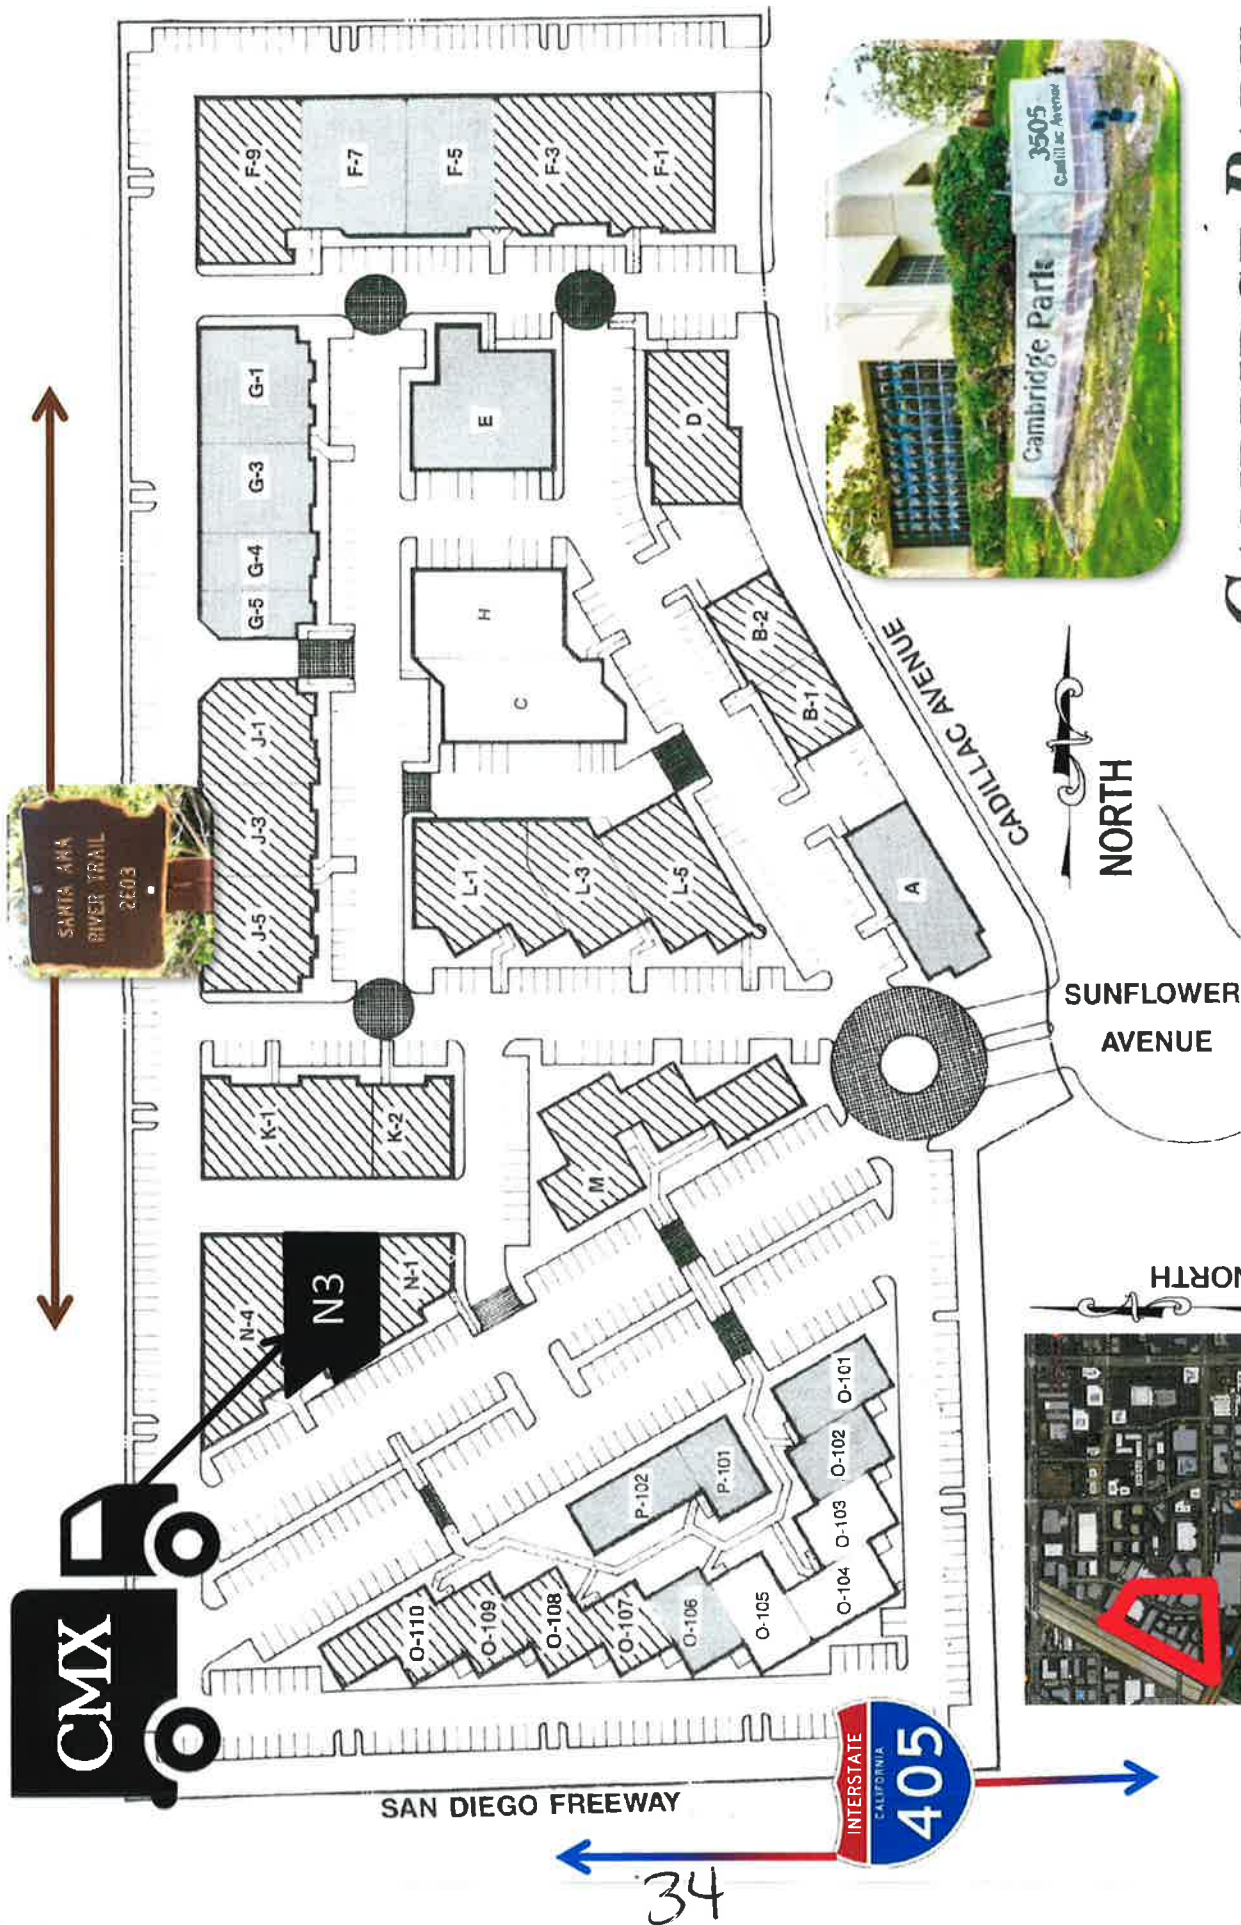 SANTA ANA
RIVER TRAIL
2E03
F-9
F-7
F-5
F-3
F-1
G-1
G-3
G-4
G-5
E
D
H
C
B-2
B-1
A
J-1
J-3
J-5
L-1
L-3
L-5
K-1
K-2
M
N-4
N3
N-1
O-101
O-102
O-103
O-104
O-105
O-106
O-107
O-108
O-109
O-110
P-101
P-102
CMX
Cambridge Park
3505
Cadillac Avenue
CADILLAC AVENUE
NORTH
SUNFLOWER
AVENUE
NORTH
SAN DIEGO FREEWAY
INTERSTATE
CALIFORNIA
405
34